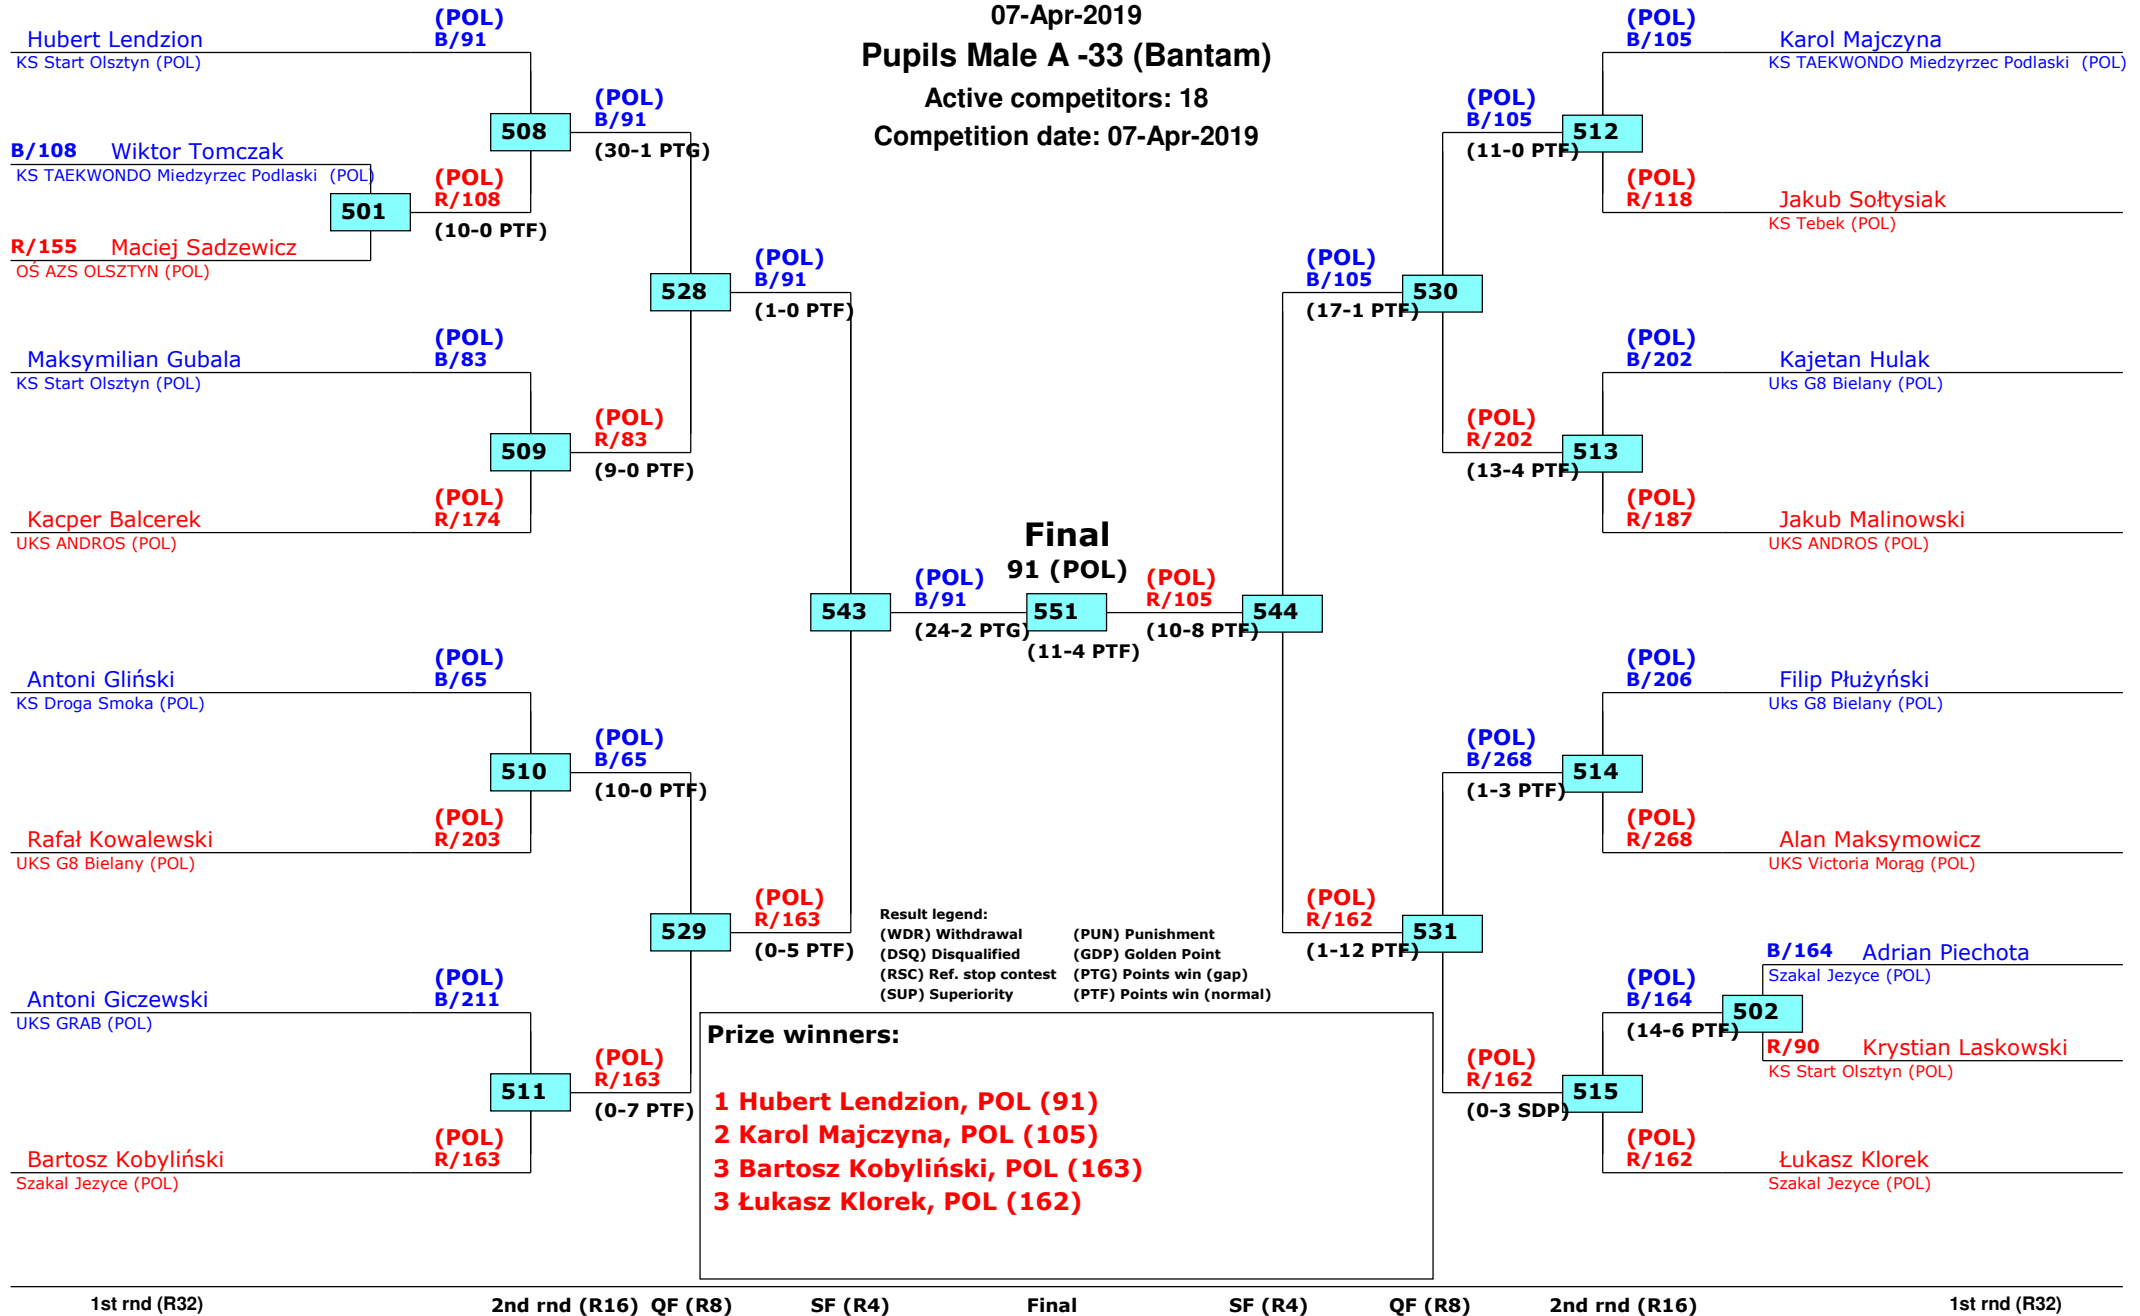 07-Apr-2019
Pupils Male A -33 (Bantam)
Active competitors: 18
Competition date: 07-Apr-2019
Hubert Lendzion
KS Start Olsztyn (POL)
(POL)
B/91
B/108 Wiktor Tomczak
KS TAEKWONDO Miedzyrzec Podlaski (POL)
501
R/155 Maciej Sadzewicz
OŚ AZS OLSZTYN (POL)
(POL)
R/108
(10-0 PTF)
508
(POL)
B/91
(30-1 PTG)
Maksymilian Gubala
KS Start Olsztyn (POL)
(POL)
B/83
509
Kacper Balcerek
UKS ANDROS (POL)
(POL)
R/174
(POL)
R/83
(9-0 PTF)
528
(POL)
B/91
(1-0 PTF)
Antoni Gliński
KS Droga Smoka (POL)
(POL)
B/65
510
Rafał Kowalewski
UKS G8 Bielany (POL)
(POL)
R/203
(POL)
B/65
(10-0 PTF)
Antoni Giczewski
UKS GRAB (POL)
(POL)
B/211
511
Bartosz Kobyliński
Szakal Jezyce (POL)
(POL)
R/163
(POL)
R/163
(0-7 PTF)
529
(POL)
R/163
(0-5 PTF)
543
(POL)
B/91
(24-2 PTG)
Final
91 (POL)
551
(11-4 PTF)
(POL)
R/105
(10-8 PTF)
544
(POL)
B/105
(17-1 PTF)
530
(POL)
B/105
(11-0 PTF)
512
(POL)
B/105
Karol Majczyna
KS TAEKWONDO Miedzyrzec Podlaski (POL)
(POL)
R/118
Jakub Sołtysiak
KS Tebek (POL)
(POL)
R/202
(13-4 PTF)
513
(POL)
B/202
Kajetan Hulak
Uks G8 Bielany (POL)
(POL)
R/187
Jakub Malinowski
UKS ANDROS (POL)
(POL)
R/162
(1-12 PTF)
531
(POL)
B/268
(1-3 PTF)
514
(POL)
B/206
Filip Płużyński
Uks G8 Bielany (POL)
(POL)
R/268
Alan Maksymowicz
UKS Victoria Morąg (POL)
(POL)
R/162
(0-3 SDP)
515
(POL)
B/164
(14-6 PTF)
502
B/164 Adrian Piechota
Szakal Jezyce (POL)
R/90 Krystian Laskowski
KS Start Olsztyn (POL)
(POL)
R/162
Łukasz Klorek
Szakal Jezyce (POL)
Result legend:
(WDR) Withdrawal (PUN) Punishment
(DSQ) Disqualified (GDP) Golden Point
(RSC) Ref. stop contest (PTG) Points win (gap)
(SUP) Superiority (PTF) Points win (normal)
Prize winners:
1 Hubert Lendzion, POL (91)
2 Karol Majczyna, POL (105)
3 Bartosz Kobyliński, POL (163)
3 Łukasz Klorek, POL (162)
1st rnd (R32) 2nd rnd (R16) QF (R8) SF (R4) Final SF (R4) QF (R8) 2nd rnd (R16) 1st rnd (R32)